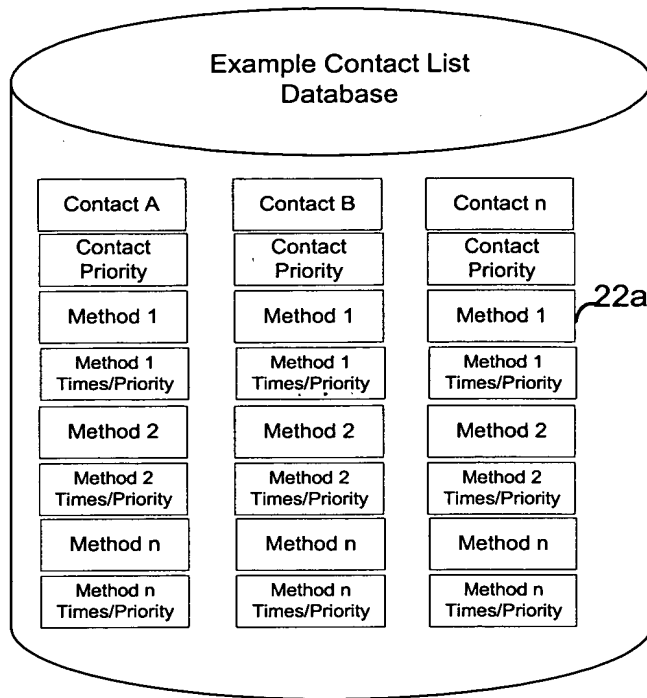 Example Contact List
Database
Contact A
Contact B
Contact n
Contact
Priority
Contact
Priority
Contact
Priority
Method 1
Method 1
Method 1
22a
Method 1
Times/Priority
Method 1
Times/Priority
Method 1
Times/Priority
Method 2
Method 2
Method 2
Method 2
Times/Priority
Method 2
Times/Priority
Method 2
Times/Priority
Method n
Method n
Method n
Method n
Times/Priority
Method n
Times/Priority
Method n
Times/Priority